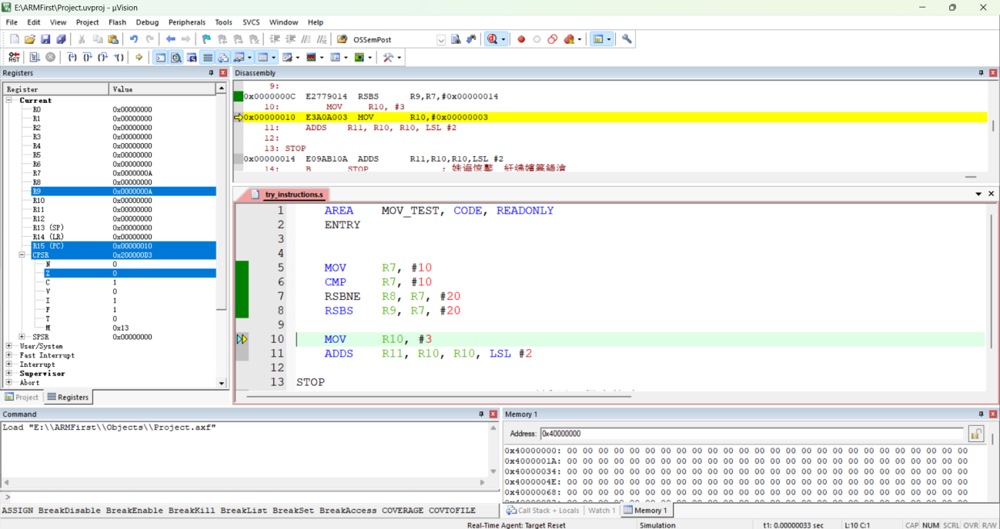 E:\ARMFirst\Project.uvproj - µVision
File Edit View Project Flash Debug Peripherals Tools SVCS Window Help
OSSemPost
Registers
Register Value
Current
R0 0x00000000
R1 0x00000000
R2 0x00000000
R3 0x00000000
R4 0x00000000
R5 0x00000000
R6 0x00000000
R7 0x0000000A
R8 0x00000000
R9 0x0000000A
R10 0x00000000
R11 0x00000000
R12 0x00000000
R13 (SP) 0x00000000
R14 (LR) 0x00000000
R15 (PC) 0x00000010
CPSR 0x200000D3
N 0
Z 0
C 1
V 0
I 1
F 1
T 0
M 0x13
SPSR 0x00000000
User/System
Fast Interrupt
Interrupt
Supervisor
Abort
Project Registers
Disassembly
9:
0x0000000C E2779014 RSBS R9,R7,#0x00000014
10: MOV R10, #3
0x00000010 E3A0A003 MOV R10,#0x00000003
11: ADDS R11, R10, R10, LSL #2
12:
13: STOP
0x00000014 E09AB10A ADDS R11,R10,R10,LSL #2
14: B STOP ;
try_instructions.s
1 AREA MOV_TEST, CODE, READONLY
2 ENTRY
3
4
5 MOV R7, #10
6 CMP R7, #10
7 RSBNE R8, R7, #20
8 RSBS R9, R7, #20
9
10 MOV R10, #3
11 ADDS R11, R10, R10, LSL #2
12
13 STOP
Command
Load "E:\\ARMFirst\\Objects\\Project.axf"
>
ASSIGN BreakDisable BreakEnable BreakKill BreakList BreakSet BreakAccess COVERAGE COVTOFILE
Memory 1
Address: 0x40000000
0x40000000: 00 00 00 00 00 00 00 00 00 00 00 00 00 00 00 00 00 00 00 00 00 00 00 00 00 00
0x4000001A: 00 00 00 00 00 00 00 00 00 00 00 00 00 00 00 00 00 00 00 00 00 00 00 00 00 00
0x40000034: 00 00 00 00 00 00 00 00 00 00 00 00 00 00 00 00 00 00 00 00 00 00 00 00 00 00
0x4000004E: 00 00 00 00 00 00 00 00 00 00 00 00 00 00 00 00 00 00 00 00 00 00 00 00 00 00
0x40000068: 00 00 00 00 00 00 00 00 00 00 00 00 00 00 00 00 00 00 00 00 00 00 00 00 00 00
Call Stack + Locals Watch 1 Memory 1
Real-Time Agent: Target Reset Simulation t1: 0.00000033 sec L:10 C:1 CAP NUM SCRL OVR R/W